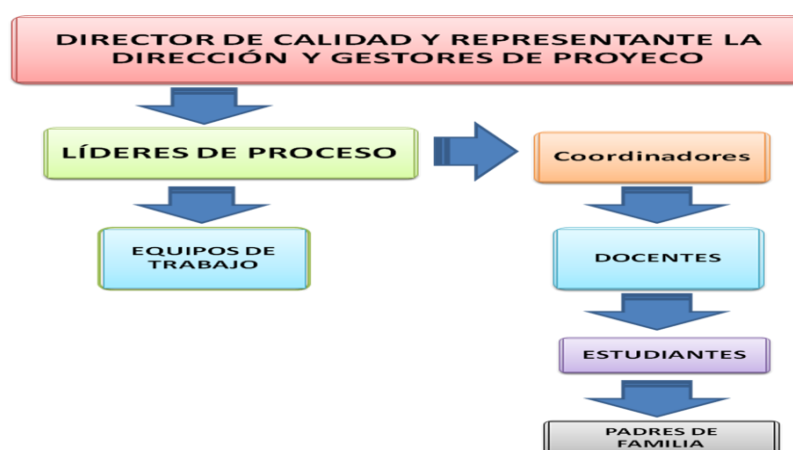 DIRECTOR DE CALIDAD Y REPRESENTANTE LA
DIRECCIÓN Y GESTORES DE PROYECO
LÍDERES DE PROCESO
Coordinadores
EQUIPOS DE
TRABAJO
DOCENTES
ESTUDIANTES
PADRES DE
FAMILIA